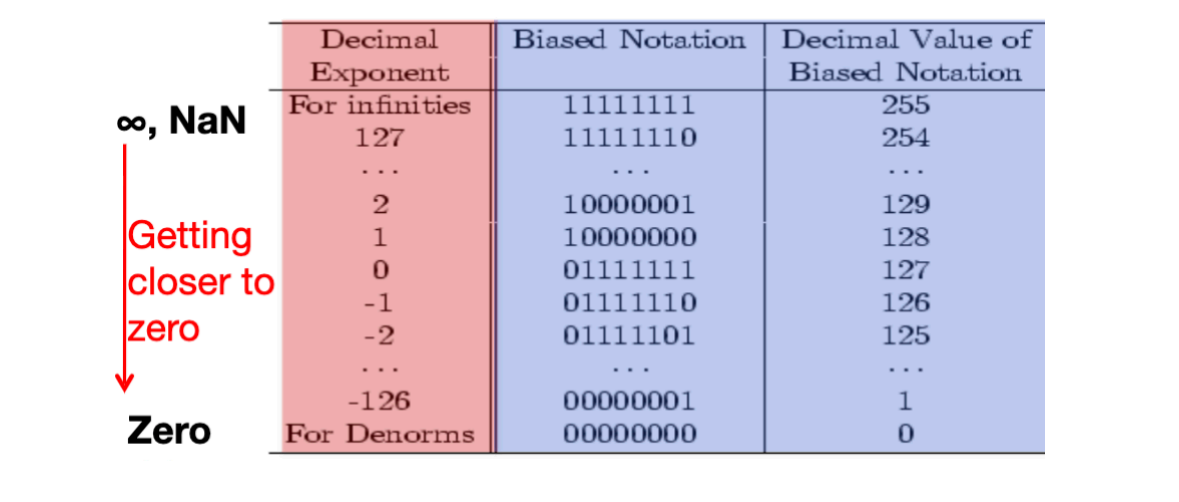 Decimal Exponent | Biased Notation | Decimal Value of Biased Notation
∞, NaN
For infinities 11111111 255
127 11111110 254
... ... ...
2 10000001 129
1 10000000 128
0 01111111 127
-1 01111110 126
-2 01111101 125
... ... ...
-126 00000001 1
For Denorms 00000000 0
Getting
closer to
zero
Zero